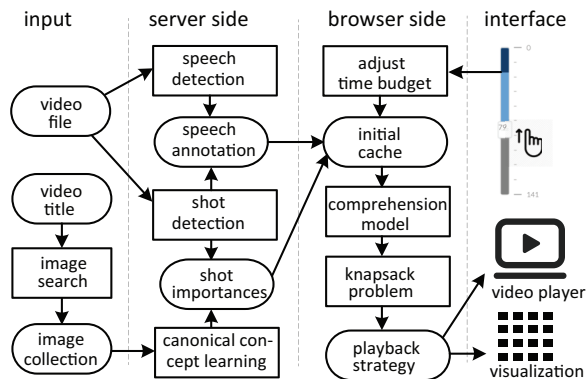 input
server side
browser side
interface
video
file
video
title
image
search
image
collection
speech
detection
speech
annotation
shot
detection
shot
importances
canonical con-
cept learning
adjust
time budget
initial
cache
comprehension
model
knapsack
problem
playback
strategy
0
79
141
video player
visualization